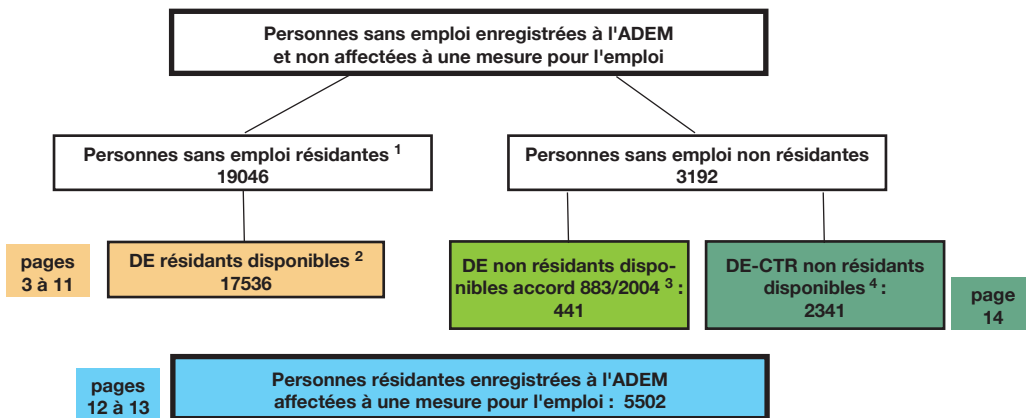 Personnes sans emploi enregistrées à l'ADEM
et non affectées à une mesure pour l'emploi
Personnes sans emploi résidantes 1
19046
Personnes sans emploi non résidantes
3192
pages
3 à 11
DE résidants disponibles 2
17536
DE non résidants dispo-
nibles accord 883/2004 3 :
441
DE-CTR non résidants
disponibles 4 :
2341
page
14
pages
12 à 13
Personnes résidantes enregistrées à l'ADEM
affectées à une mesure pour l'emploi : 5502